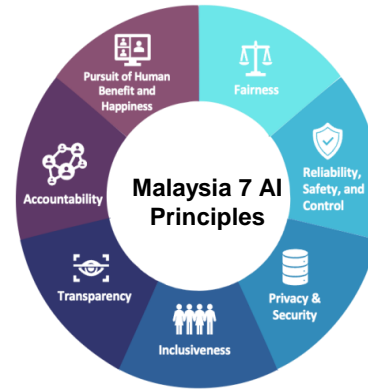 Malaysia 7 AI
Principles
Fairness
Reliability,
Safety, and
Control
Privacy &
Security
Inclusiveness
Transparency
Accountability
Pursuit of Human
Benefit and
Happiness